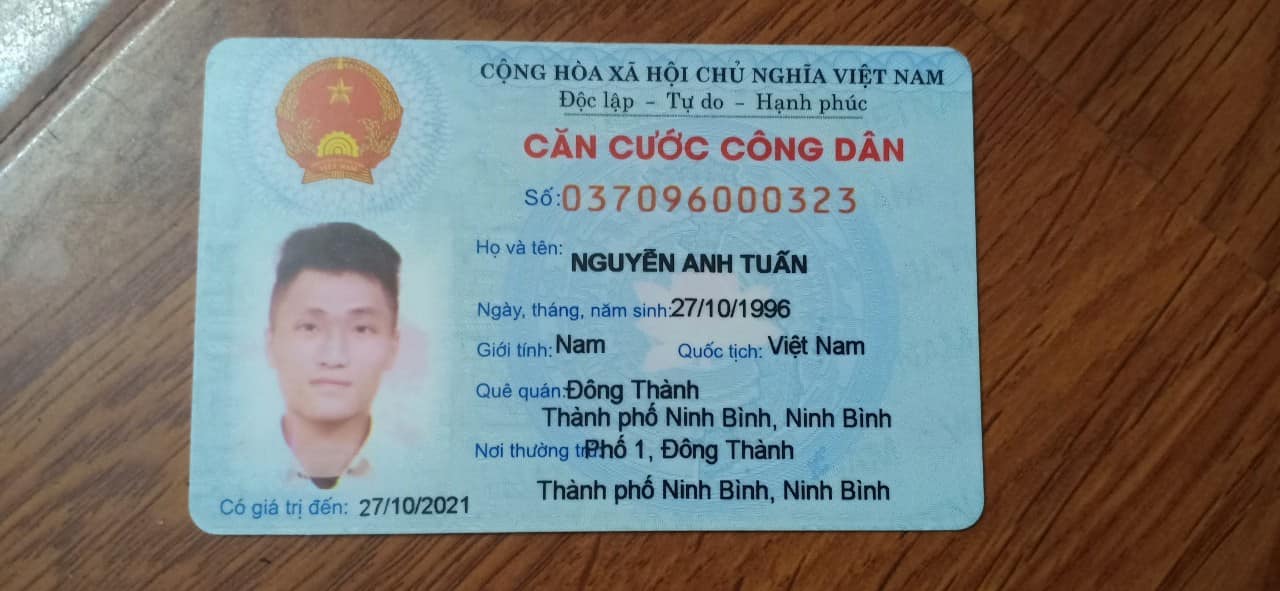 CỘNG HÒA XÃ HỘI CHỦ NGHĨA VIỆT NAM
Độc lập - Tự do - Hạnh phúc
CĂN CƯỚC CÔNG DÂN
Số: 037096000323
Họ và tên: NGUYỄN ANH TUẤN
Ngày, tháng, năm sinh: 27/10/1996
Giới tính: Nam Quốc tịch: Việt Nam
Quê quán: Đông Thành
Thành phố Ninh Bình, Ninh Bình
Nơi thường trú: Phố 1, Đông Thành
Thành phố Ninh Bình, Ninh Bình
Có giá trị đến: 27/10/2021
VIỆT NAM